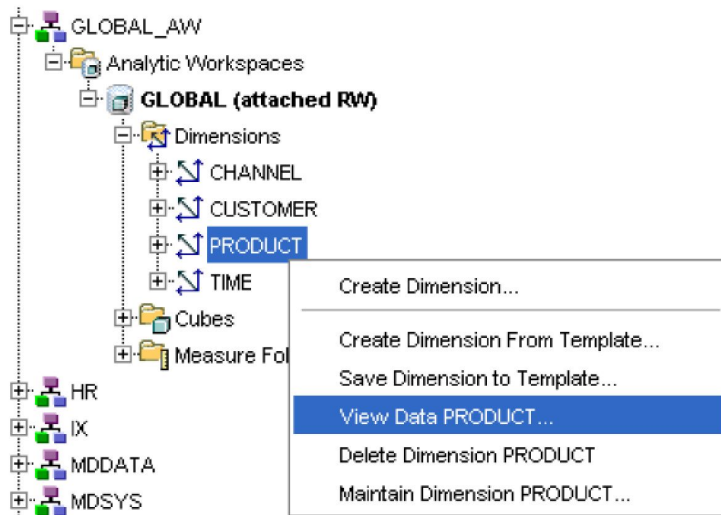 GLOBAL_AW
Analytic Workspaces
GLOBAL (attached RW)
Dimensions
CHANNEL
CUSTOMER
PRODUCT
TIME
Create Dimension...
Cubes
Create Dimension From Template...
Measure Fol
Save Dimension to Template...
HR
View Data PRODUCT...
IX
Delete Dimension PRODUCT
MDDATA
Maintain Dimension PRODUCT...
MDSYS